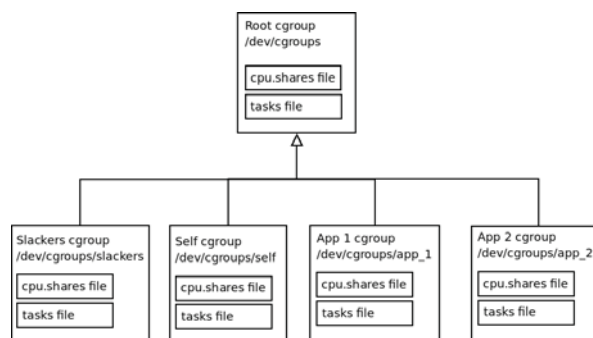 Root cgroup
/dev/cgroups
cpu.shares file
tasks file
Slackers cgroup
/dev/cgroups/slackers
cpu.shares file
tasks file
Self cgroup
/dev/cgroups/self
cpu.shares file
tasks file
App 1 cgroup
/dev/cgroups/app_1
cpu.shares file
tasks file
App 2 cgroup
/dev/cgroups/app_2
cpu.shares file
tasks file